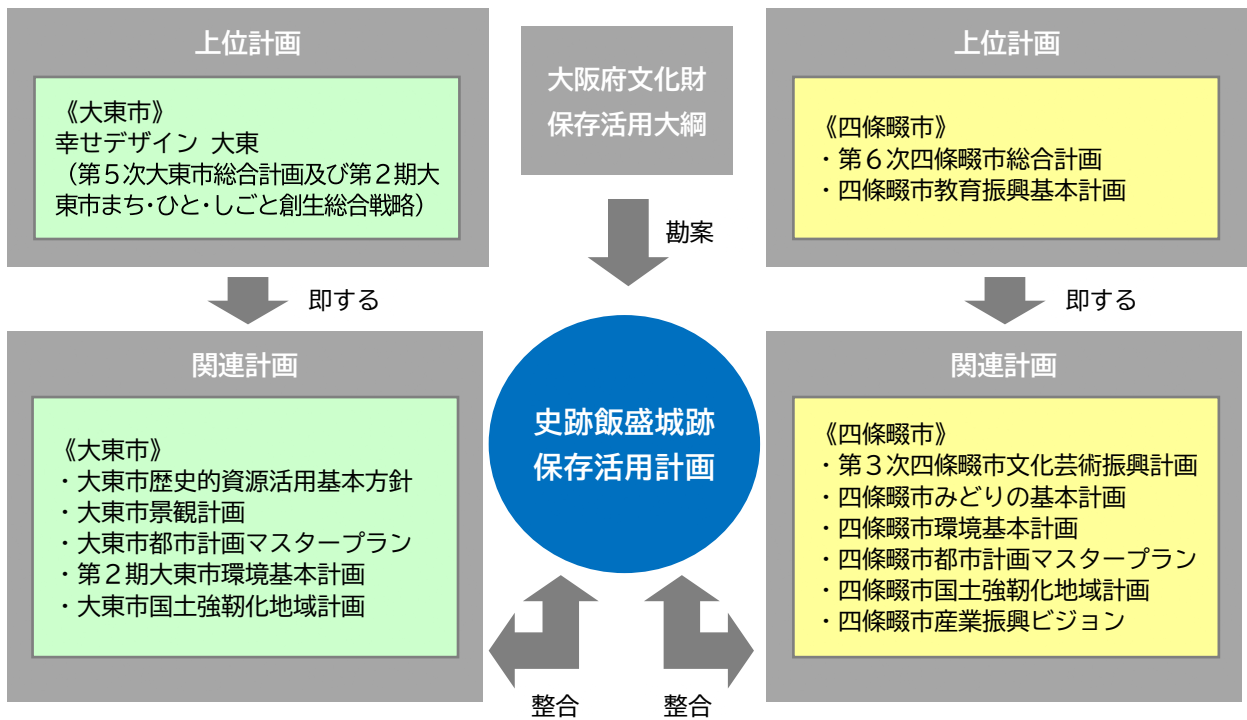 上位計画
《大東市》
幸せデザイン 大東
（第５次大東市総合計画及び第２期大
東市まち・ひと・しごと創生総合戦略）
即する
大阪府文化財
保存活用大綱
勘案
上位計画
《四條畷市》
・第６次四條畷市総合計画
・四條畷市教育振興基本計画
即する
関連計画
《大東市》
・大東市歴史的資源活用基本方針
・大東市景観計画
・大東市都市計画マスタープラン
・第２期大東市環境基本計画
・大東市国土強靭化地域計画
史跡飯盛城跡
保存活用計画
整合
整合
関連計画
《四條畷市》
・第３次四條畷市文化芸術振興計画
・四條畷市みどりの基本計画
・四條畷市環境基本計画
・四條畷市都市計画マスタープラン
・四條畷市国土強靭化地域計画
・四條畷市産業振興ビジョン